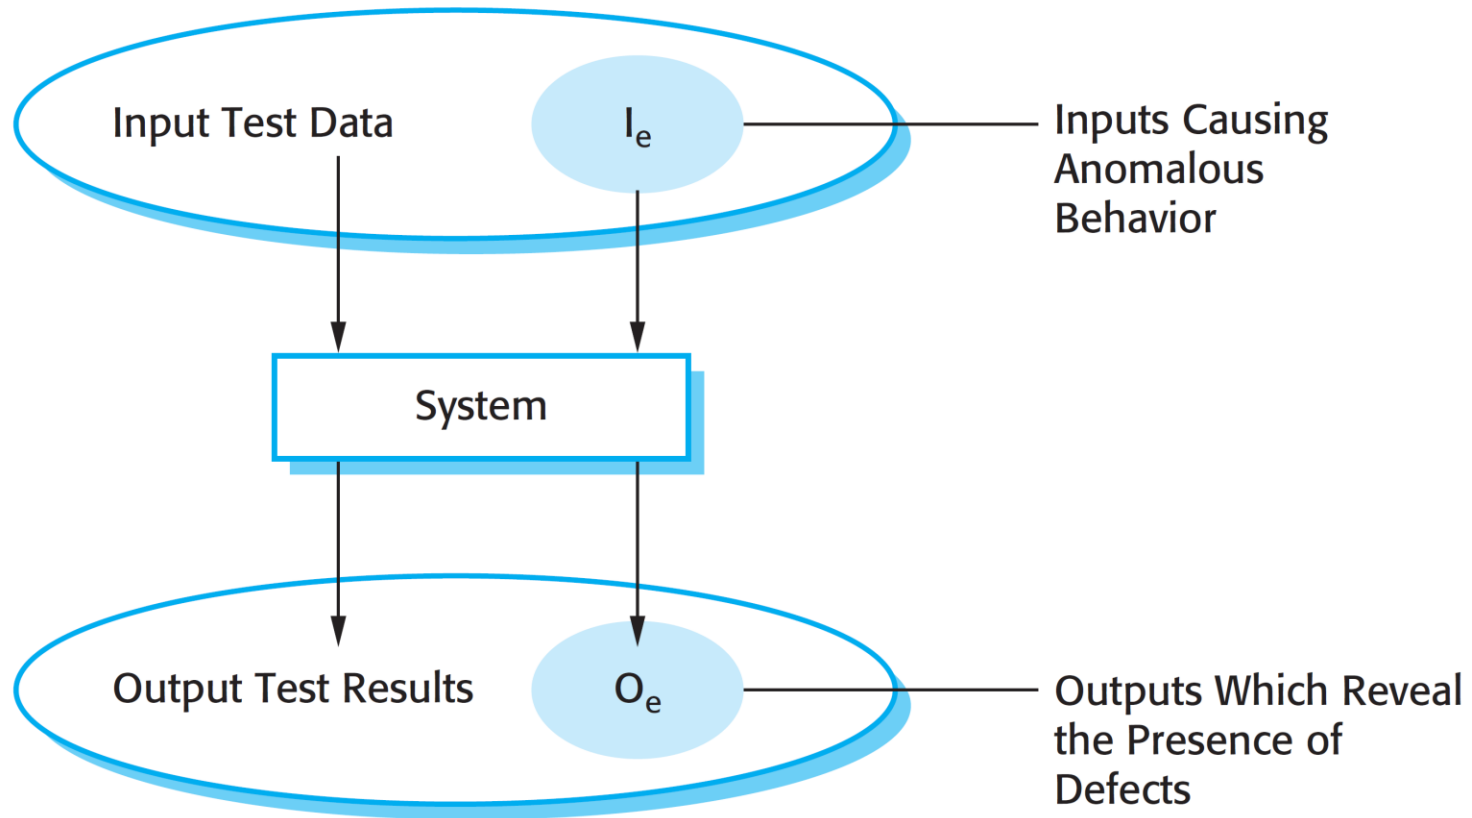 Input Test Data
Iₑ
Inputs Causing
Anomalous
Behavior
System
Output Test Results
Oₑ
Outputs Which Reveal
the Presence of
Defects